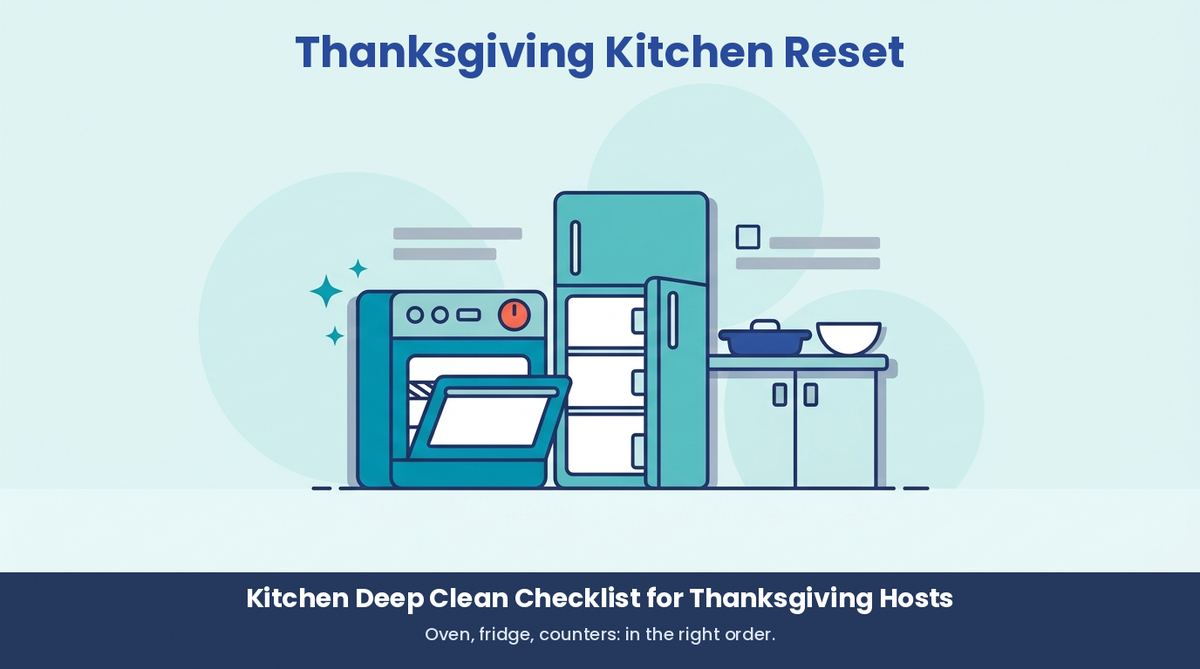 Thanksgiving Kitchen Reset
Kitchen Deep Clean Checklist for Thanksgiving Hosts
Oven, fridge, counters: in the right order.